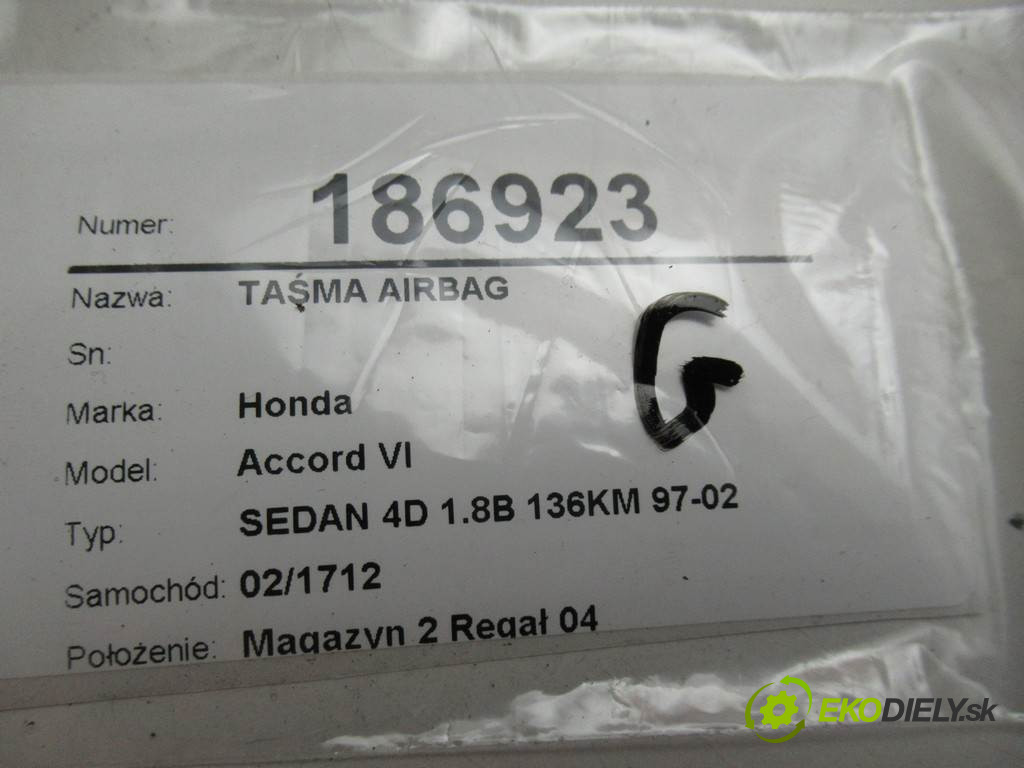 Numer: 186923
Nazwa: TAŚMA AIRBAG
Sn:
Marka: Honda
Model: Accord VI
Typ: SEDAN 4D 1.8B 136KM 97-02
Samochód: 02/1712
Położenie: Magazyn 2 Regał 04
G
EKODIELY.sk